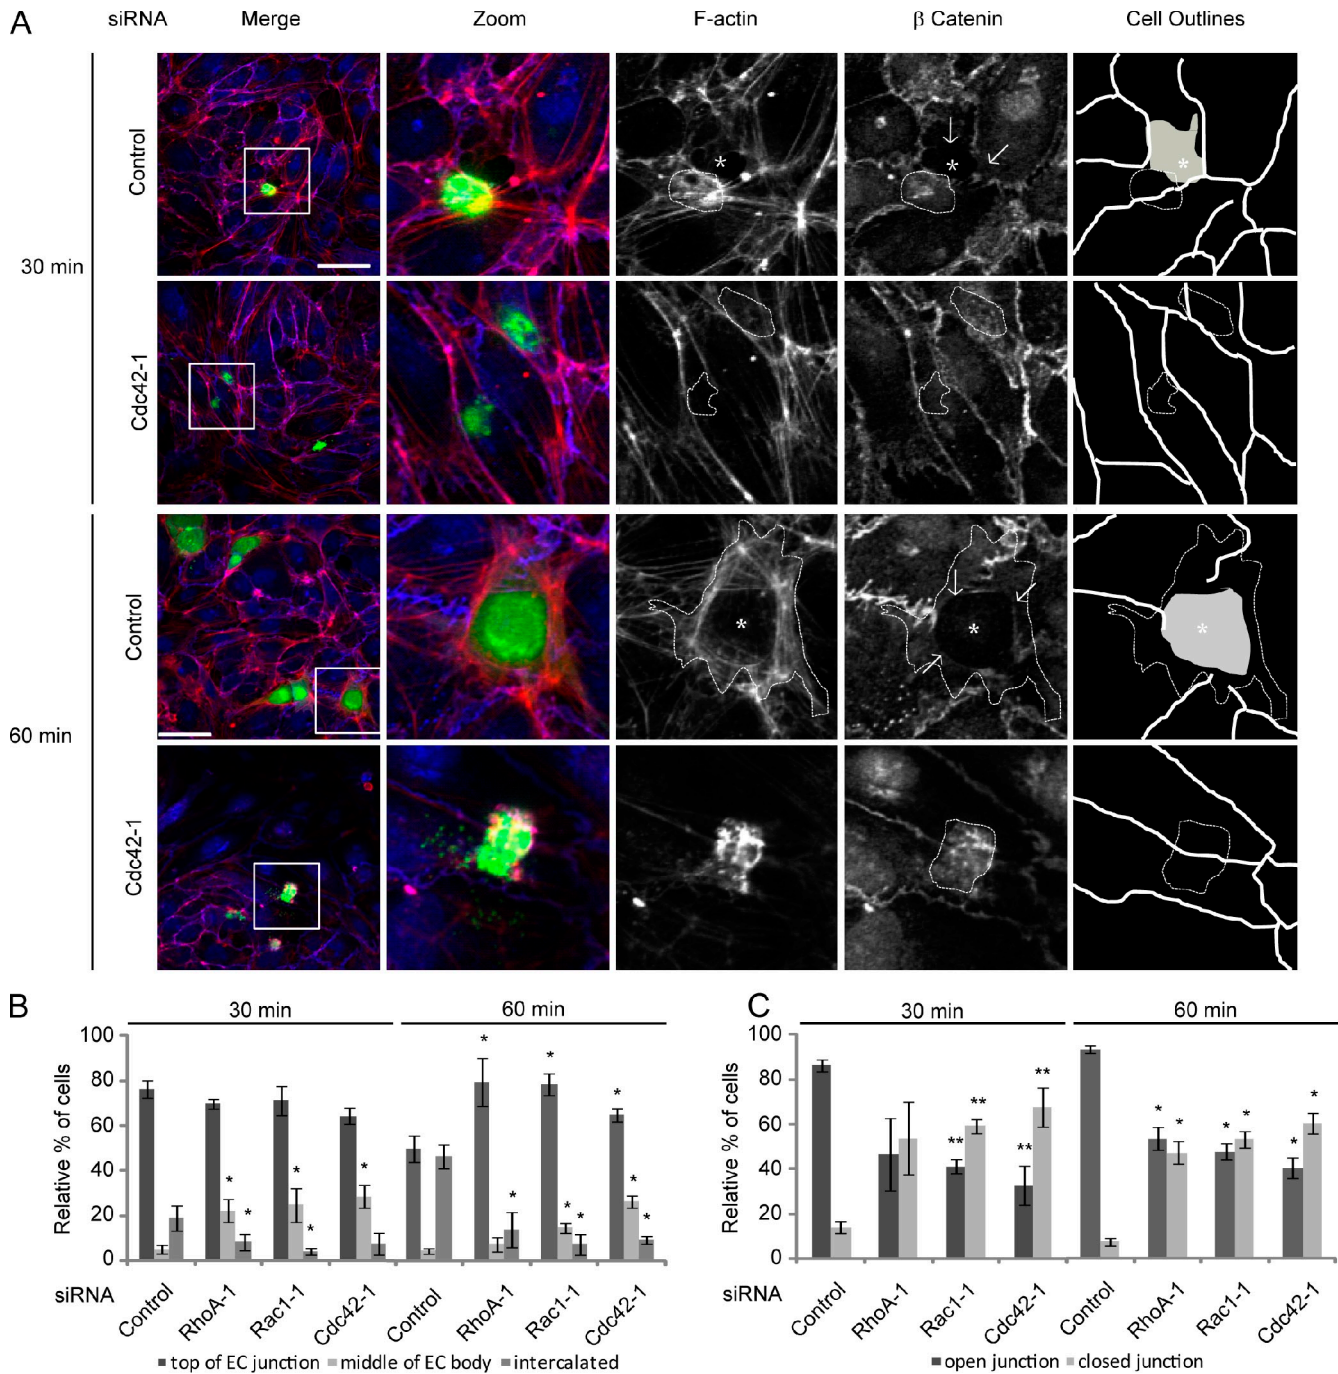 A
siRNA Merge Zoom F-actin β Catenin Cell Outlines
Control
* * *
30 min
Cdc42-1
Control
* * *
60 min
Cdc42-1
B
30 min 60 min
Relative % of cells
100
80
60
40
20
0
* * * * * * * * * * * * *
siRNA
Control RhoA-1 Rac1-1 Cdc42-1 Control RhoA-1 Rac1-1 Cdc42-1
top of EC junction middle of EC body intercalated
C
30 min 60 min
Relative % of cells
100
80
60
40
20
0
** ** ** ** * * * * * *
siRNA
Control RhoA-1 Rac1-1 Cdc42-1 Control RhoA-1 Rac1-1 Cdc42-1
open junction closed junction